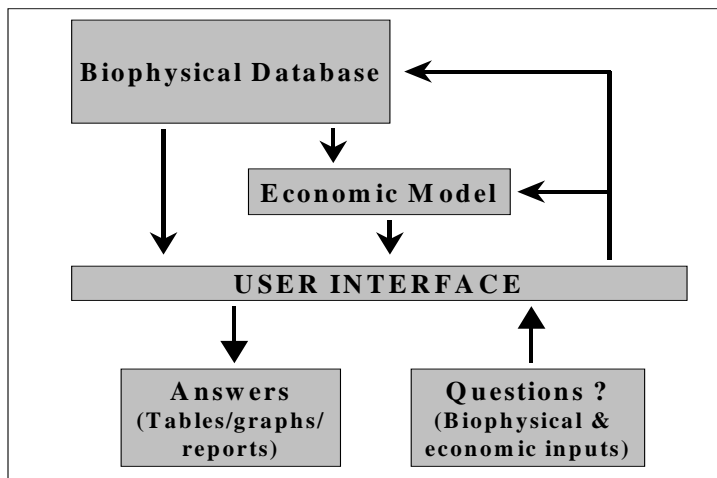 Biophysical Database
Economic Model
USER INTERFACE
Answers
(Tables/graphs/
reports)
Questions ?
(Biophysical &
economic inputs)